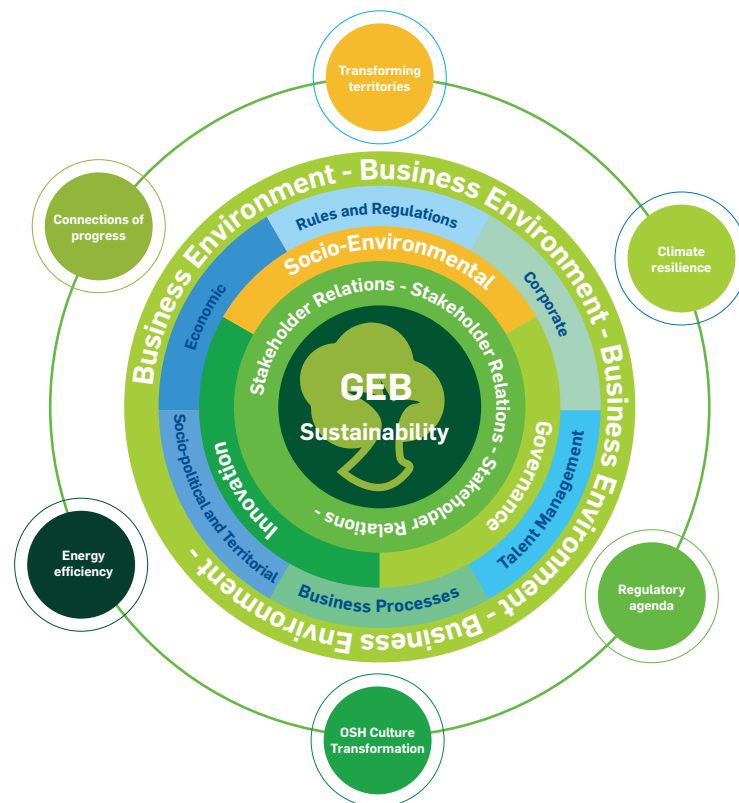 Transforming
territories
Connections of
progress
Climate
resilience
Business Environment - Business Environment - Business Environment - Business Environment -
Rules and Regulations
Economic
Corporate
Socio-Environmental
Stakeholder Relations - Stakeholder Relations - Stakeholder Relations -
GEB
Sustainability
Innovation
Governance
Socio-political and Territorial
Talent Management
Business Processes
Energy
efficiency
Regulatory
agenda
OSH Culture
Transformation